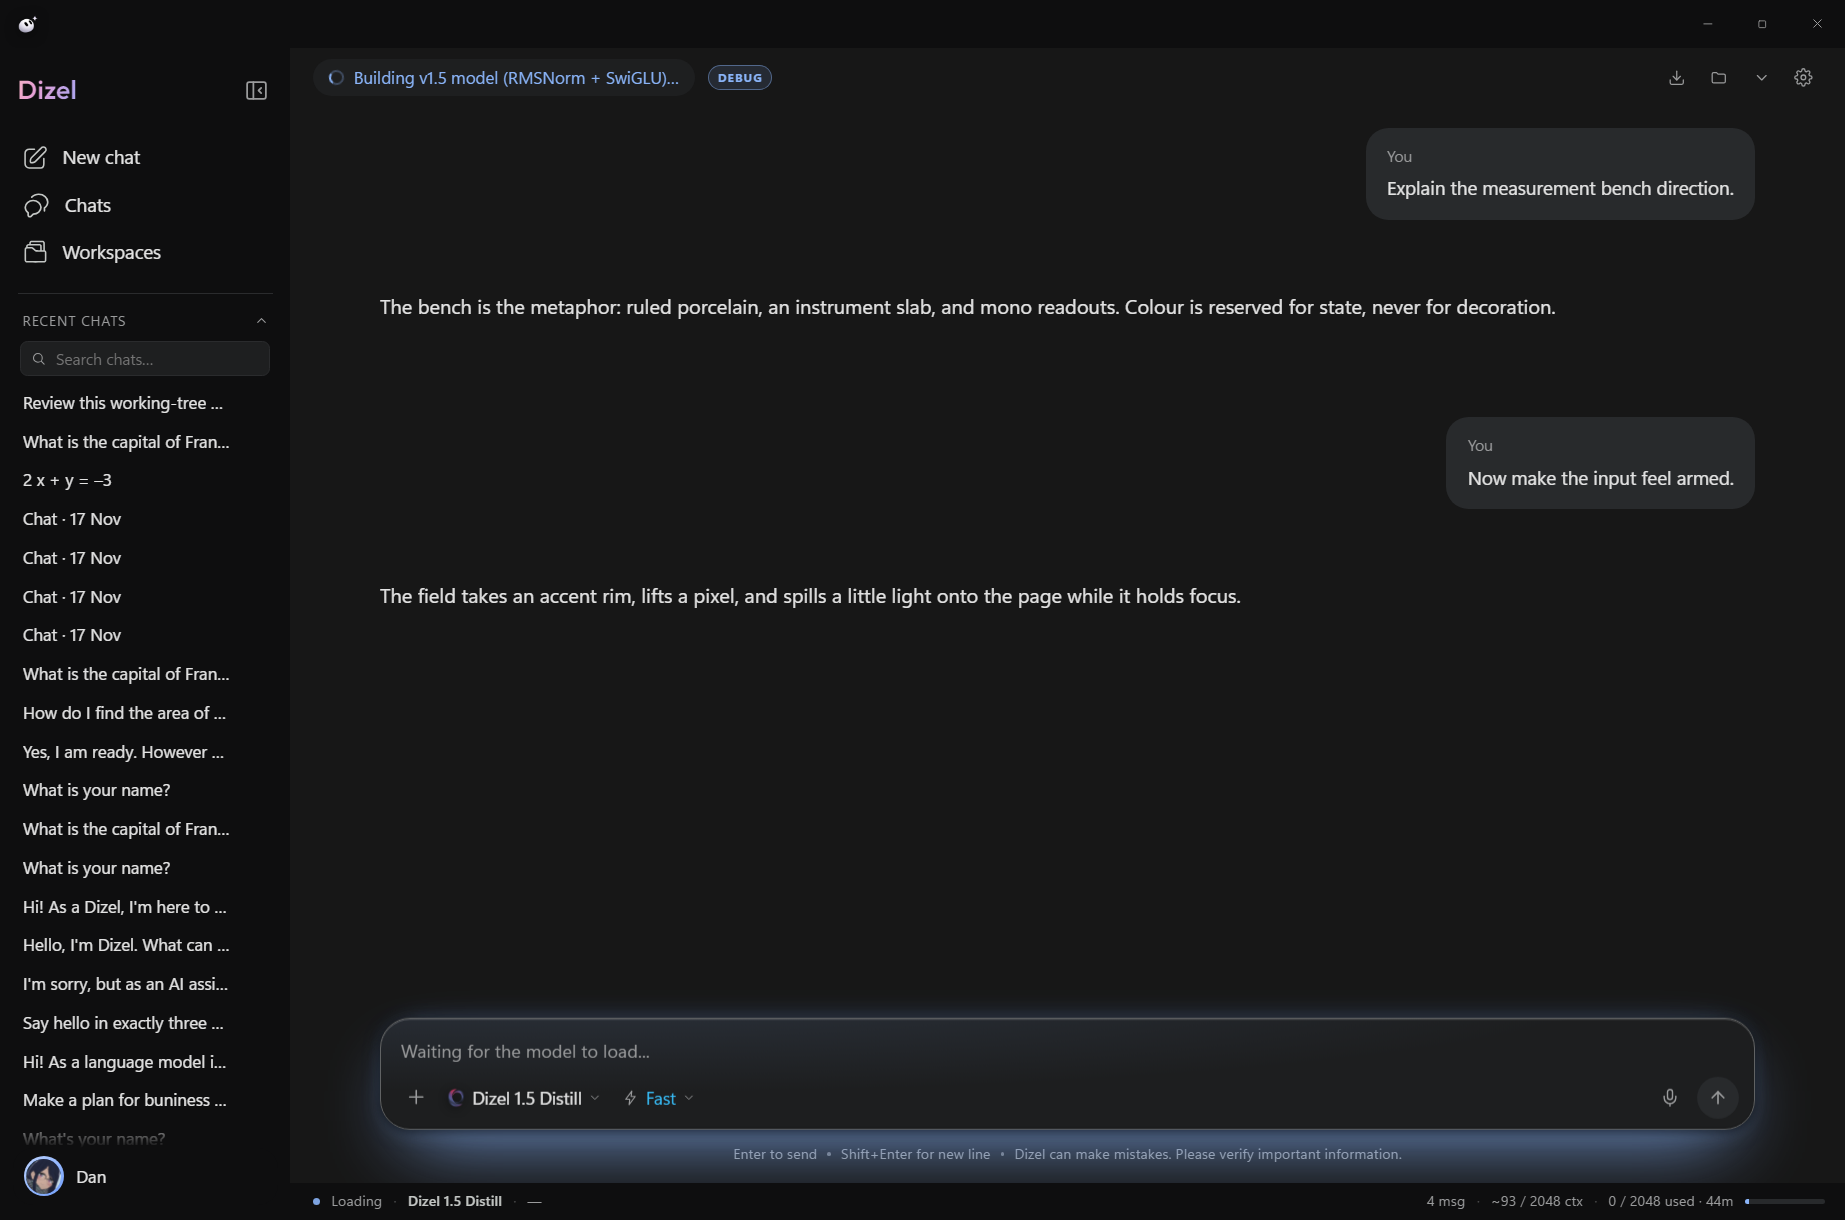 Dizel
New chat
Chats
Workspaces
RECENT CHATS
Search chats...
Review this working-tree ...
What is the capital of Fran...
2 x + y = –3
Chat · 17 Nov
Chat · 17 Nov
Chat · 17 Nov
Chat · 17 Nov
What is the capital of Fran...
How do I find the area of ...
Yes, I am ready. However ...
What is your name?
What is the capital of Fran...
What is your name?
Hi! As a Dizel, I'm here to ...
Hello, I'm Dizel. What can ...
I'm sorry, but as an AI assi...
Say hello in exactly three ...
Hi! As a language model i...
Make a plan for buniness ...
What's your name?
Dan
Building v1.5 model (RMSNorm + SwiGLU)...
DEBUG
You
Explain the measurement bench direction.
The bench is the metaphor: ruled porcelain, an instrument slab, and mono readouts. Colour is reserved for state, never for decoration.
You
Now make the input feel armed.
The field takes an accent rim, lifts a pixel, and spills a little light onto the page while it holds focus.
Waiting for the model to load...
Dizel 1.5 Distill
Fast
Enter to send • Shift+Enter for new line • Dizel can make mistakes. Please verify important information.
Loading · Dizel 1.5 Distill · —
4 msg · ~93 / 2048 ctx · 0 / 2048 used · 44m